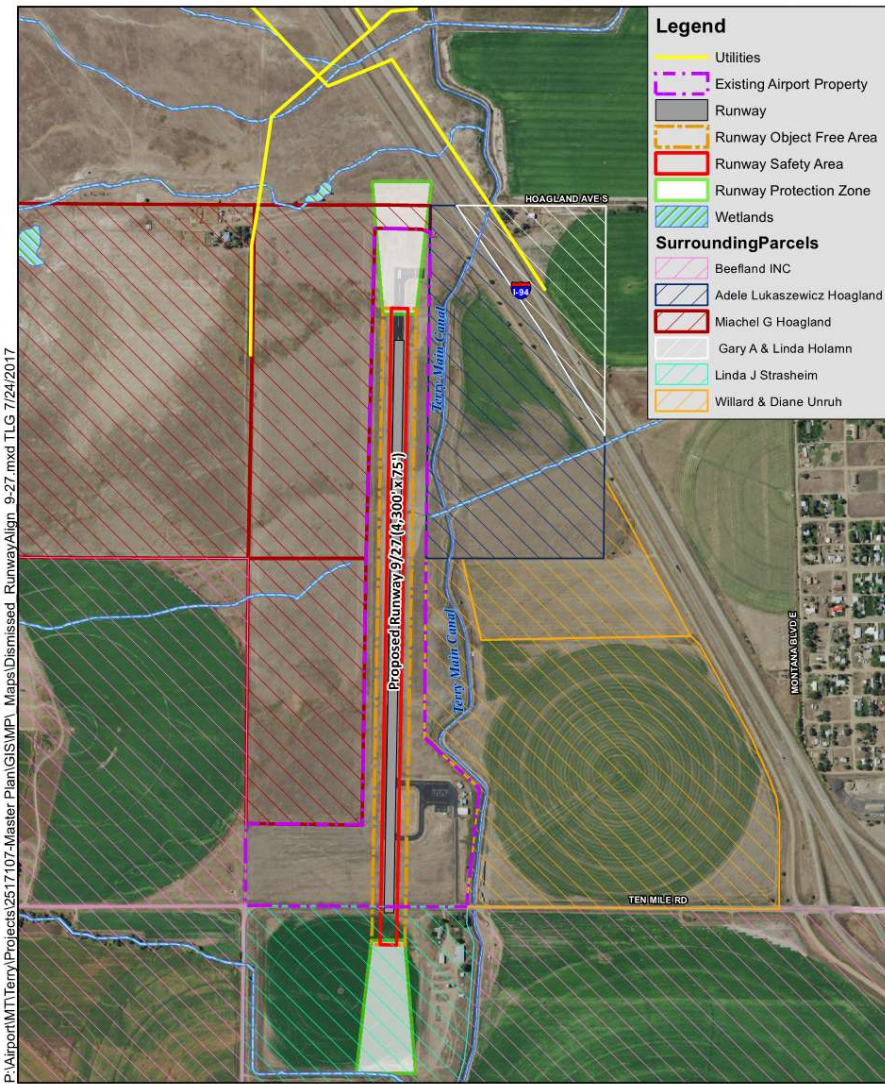 P:\Airport\MT\Terry\Projects\2517107-Master Plan\GIS\MP\_Maps\Dismissed_RunwayAlign_9-27.mxd TLG 7/24/2017
Legend
Utilities
Existing Airport Property
Runway
Runway Object Free Area
Runway Safety Area
Runway Protection Zone
Wetlands
SurroundingParcels
Beefland INC
Adele Lukaszewicz Hoagland
Miachel G Hoagland
Gary A & Linda Holamn
Linda J Strasheim
Willard & Diane Unruh
HOAGLAND AVE S
I-94
Terry Main Canal
Proposed Runway 9/27 (4,300' x 75')
Terry Main Canal
MONTANA BLVD E
TEN MILE RD